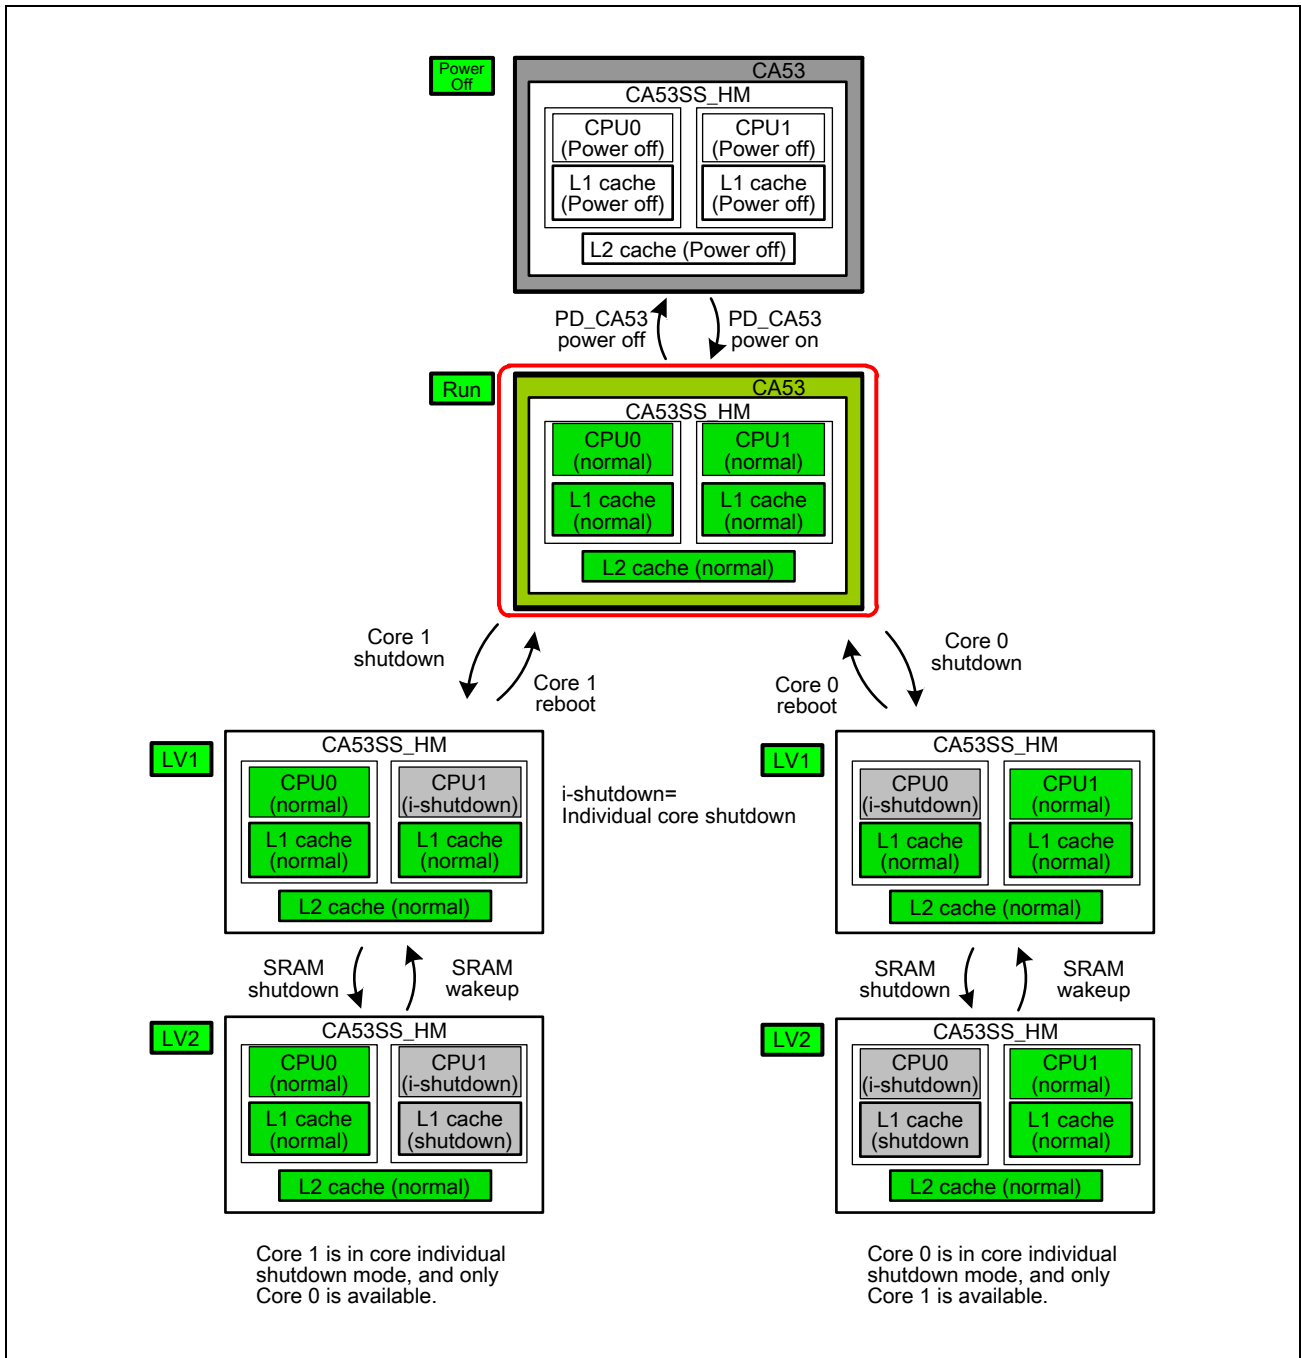 Power
Off
CA53
CA53SS_HM
CPU0
(Power off)
CPU1
(Power off)
L1 cache
(Power off)
L1 cache
(Power off)
L2 cache (Power off)
PD_CA53
power off
PD_CA53
power on
Run
CA53
CA53SS_HM
CPU0
(normal)
CPU1
(normal)
L1 cache
(normal)
L1 cache
(normal)
L2 cache (normal)
Core 1
shutdown
Core 1
reboot
Core 0
reboot
Core 0
shutdown
LV1
CA53SS_HM
CPU0
(normal)
CPU1
(i-shutdown)
L1 cache
(normal)
L1 cache
(normal)
L2 cache (normal)
i-shutdown=
Individual core shutdown
LV1
CA53SS_HM
CPU0
(i-shutdown)
CPU1
(normal)
L1 cache
(normal)
L1 cache
(normal)
L2 cache (normal)
SRAM
shutdown
SRAM
wakeup
SRAM
shutdown
SRAM
wakeup
LV2
CA53SS_HM
CPU0
(normal)
CPU1
(i-shutdown)
L1 cache
(normal)
L1 cache
(shutdown)
L2 cache (normal)
LV2
CA53SS_HM
CPU0
(i-shutdown)
CPU1
(normal)
L1 cache
(shutdown
L1 cache
(normal)
L2 cache (normal)
Core 1 is in core individual
shutdown mode, and only
Core 0 is available.
Core 0 is in core individual
shutdown mode, and only
Core 1 is available.